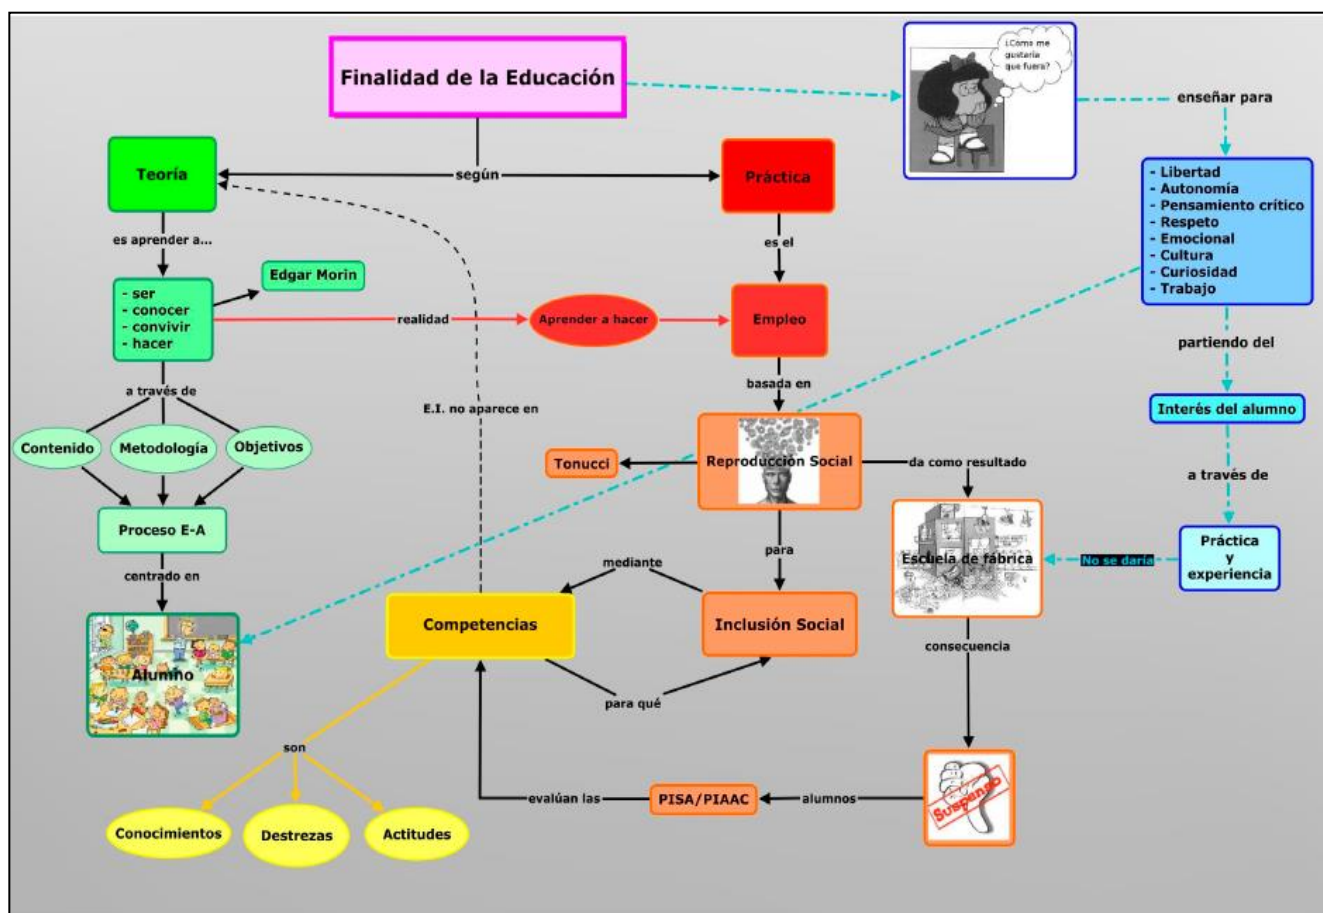 ¿Como me
gustaría
que fuera?
Finalidad de la Educación
enseñar para
Teoría
según
Práctica
- Libertad
- Autonomía
- Pensamiento crítico
- Respeto
- Emocional
- Cultura
- Curiosidad
- Trabajo
es aprender a...
es el
Edgar Morin
- ser
- conocer
- convivir
- hacer
realidad
Aprender a hacer
Empleo
partiendo del
a través de
basada en
E.I. no aparece en
Interés del alumno
Contenido
Metodología
Objetivos
Tonucci
Reproducción Social
da como resultado
a través de
Proceso E-A
para
Escuela de fábrica
No se daría
Práctica
y
experiencia
centrado en
mediante
Competencias
Inclusión Social
consecuencia
Alumno
para qué
son
evalúan las
PISA/PIAAC
alumnos
Suspenso
Conocimientos
Destrezas
Actitudes